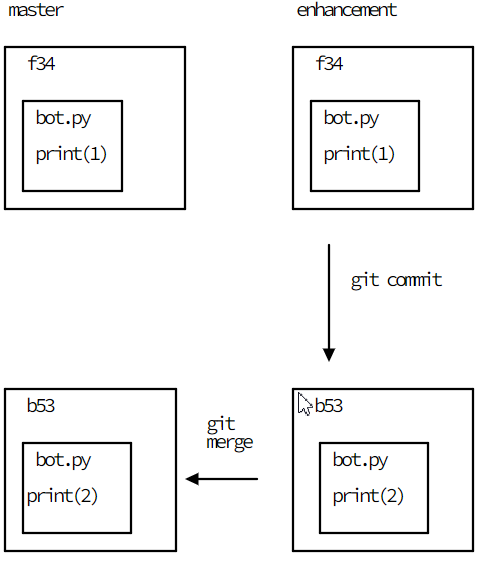 master
enhancement
f34
bot.py
print(1)
f34
bot.py
print(1)
git commit
b53
bot.py
print(2)
git
merge
b53
bot.py
print(2)